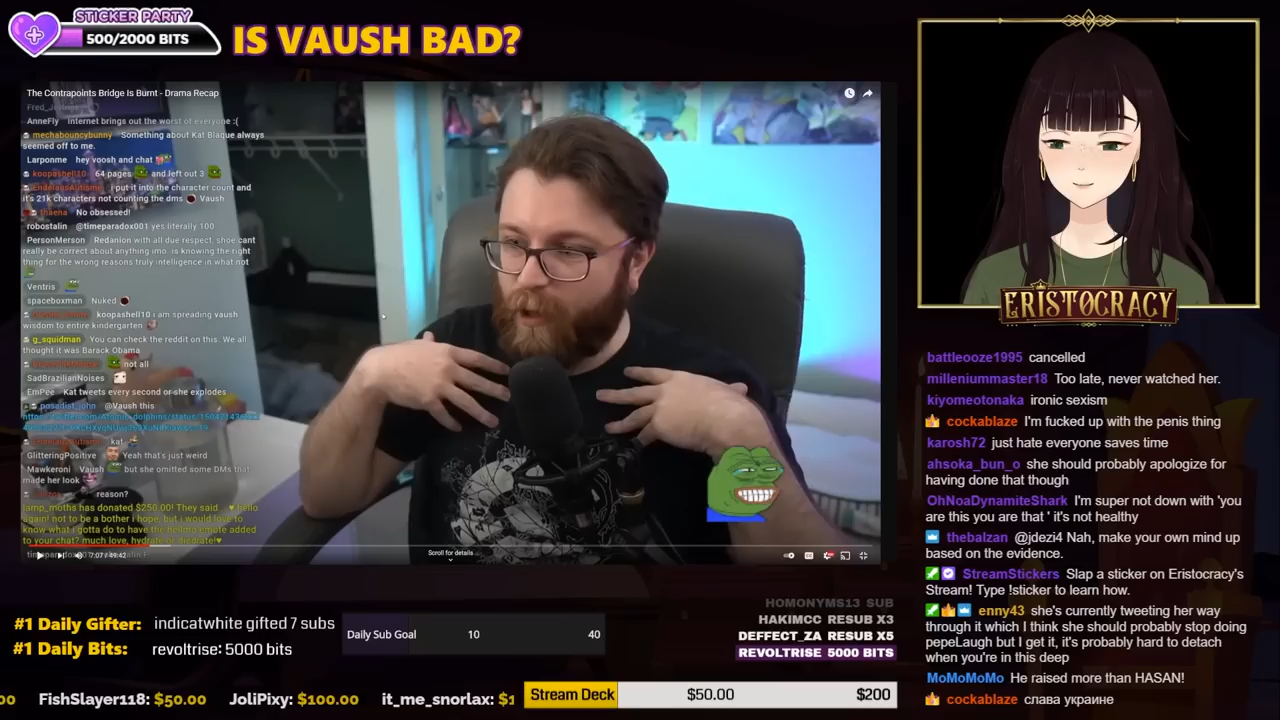 STICKER PARTY
500/2000 BITS
IS VAUSH BAD?
The Contrapoints Bridge Is Burnt - Drama Recap
AnneFly Internet brings out the worst of everyone :(
mechabouncybunny Something about Kat Blaque always
seemed off to me.
Larponme hey voosh and chat
koopashell10 64 pages and left out 3
i put it into the character count and
it's 21k characters not counting the dms Vaush
thaena No obsessed!
robostalin @timeparadox001 yes literally 100
PersonMerson Redanion with all due respect, shoe cant
really be correct about anything imo. is knowing the right
thing for the wrong reasons truly intelligence in what not
Ventris
spaceboxman Nuked
koopashell10 i am spreading vaush
wisdom to entire kindergarten
g_squidman You can check the reddit on this. We all
thought it was Barack Obama
not all
SadBrazilianNoises
EmPee Kat tweets every second or she explodes
posadist_john @Vaush this
kat
GlitteringPositive Yeah that's just weird
Mawkeroni Vaush but she omitted some DMs that
made her look
reason?
lamp_moths has donated $250.00! They said... ♥ hello
again! not to be a bother i hope, but i would love to
know what i gotta do to have the
emote added
to your chat? much love, hydrate or diedrate!♥
7:07 / 49:42
Scroll for details
ERISTOCRACY
battleooze1995 cancelled
milleniummaster18 Too late, never watched her.
kiyomeotonaka ironic sexism
cockablaze I'm fucked up with the penis thing
karosh72 just hate everyone saves time
ahsoka_bun_o she should probably apologize for
having done that though
OhNoaDynamiteShark I'm super not down with 'you
are this you are that ' it's not healthy
thebalzan @jdezi4 Nah, make your own mind up
based on the evidence.
StreamStickers Slap a sticker on Eristocracy's
Stream! Type !sticker to learn how.
enny43 she's currently tweeting her way
through it which I think she should probably stop doing
pepeLaugh but I get it, it's probably hard to detach
when you're in this deep
MoMoMoMo He raised more than HASAN!
cockablaze слава украине
#1 Daily Gifter: indicatwhite gifted 7 subs
#1 Daily Bits: revoltrise: 5000 bits
Daily Sub Goal 10 40
HOMONYMS13 SUB
HAKIMCC RESUB X3
DEFFECT_ZA RESUB X5
REVOLTRISE 5000 BITS
00 FishSlayer118: $50.00 JoliPixy: $100.00 it_me_snorlax: $1
Stream Deck $50.00 $200